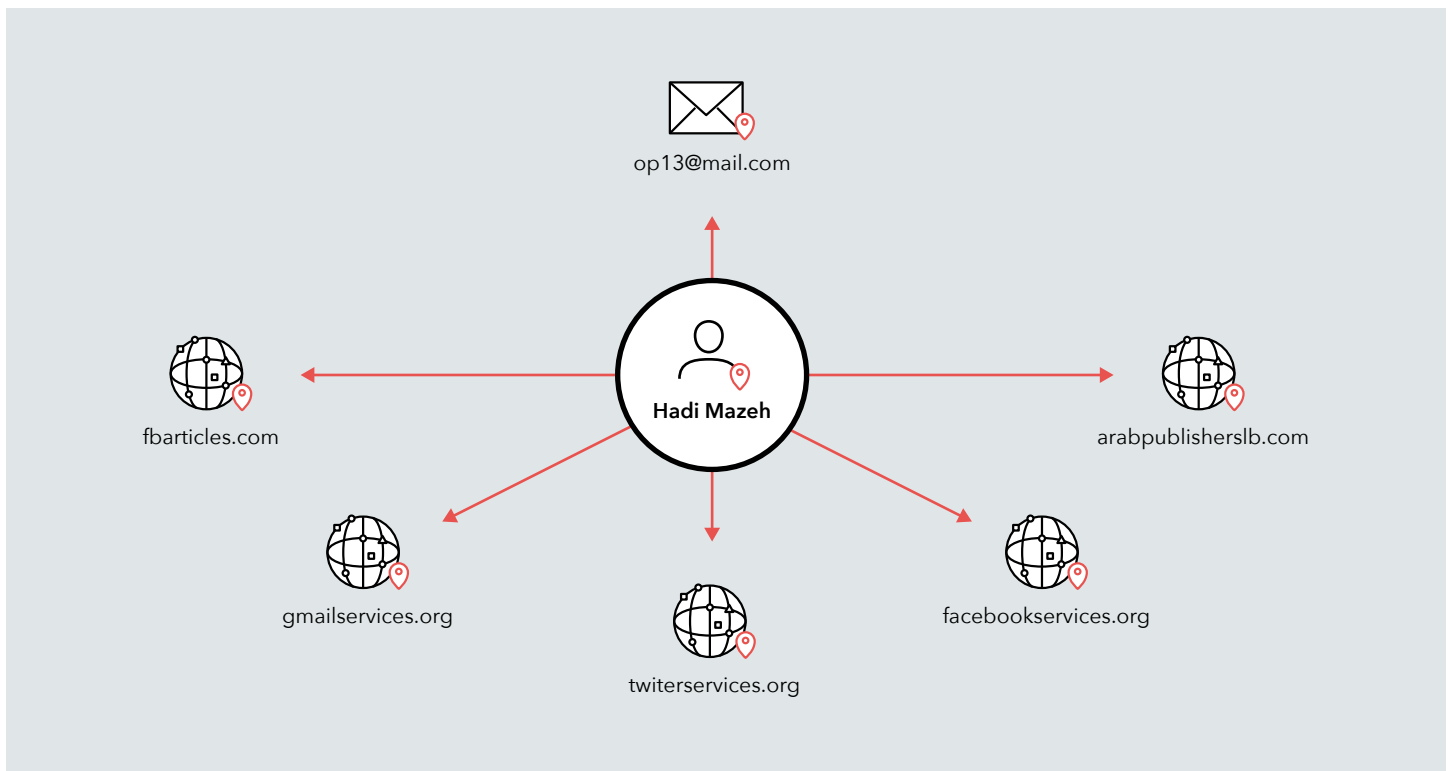 op13@mail.com
Hadi Mazeh
fbarticles.com
arabpublisherslb.com
gmailservices.org
facebookservices.org
twiterservices.org